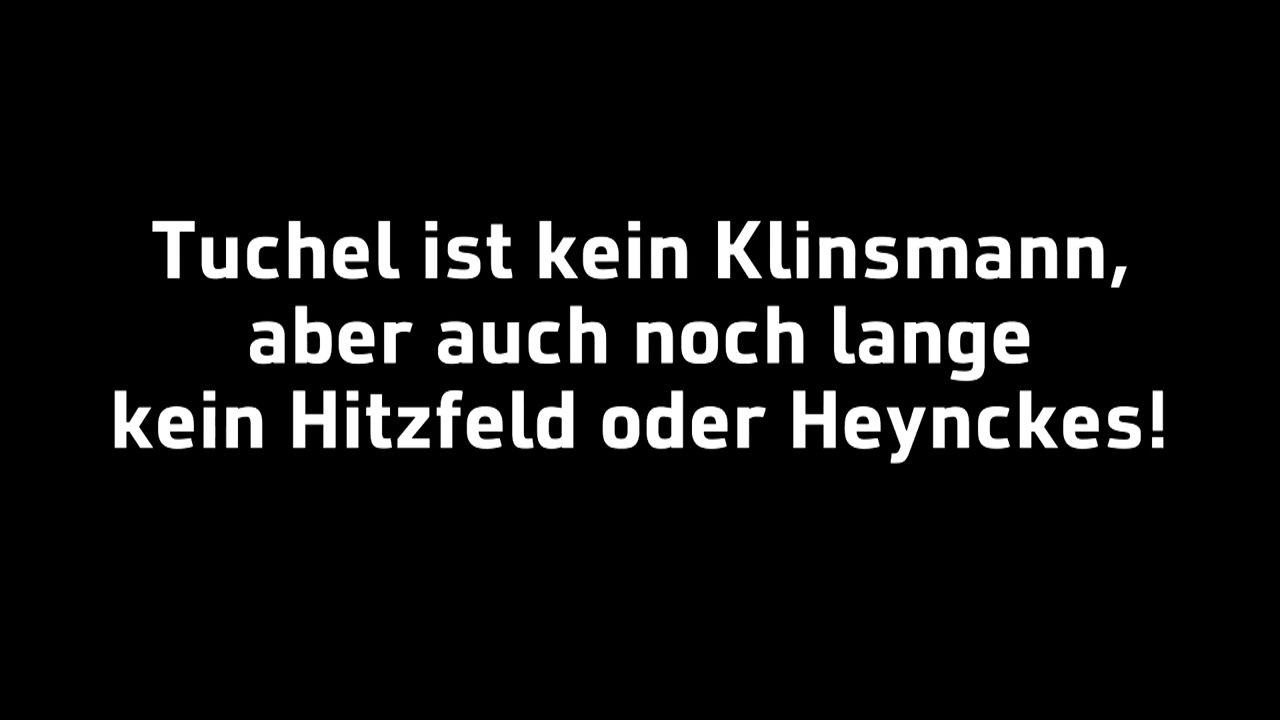 Tuchel ist kein Klinsmann,
aber auch noch lange
kein Hitzfeld oder Heynckes!